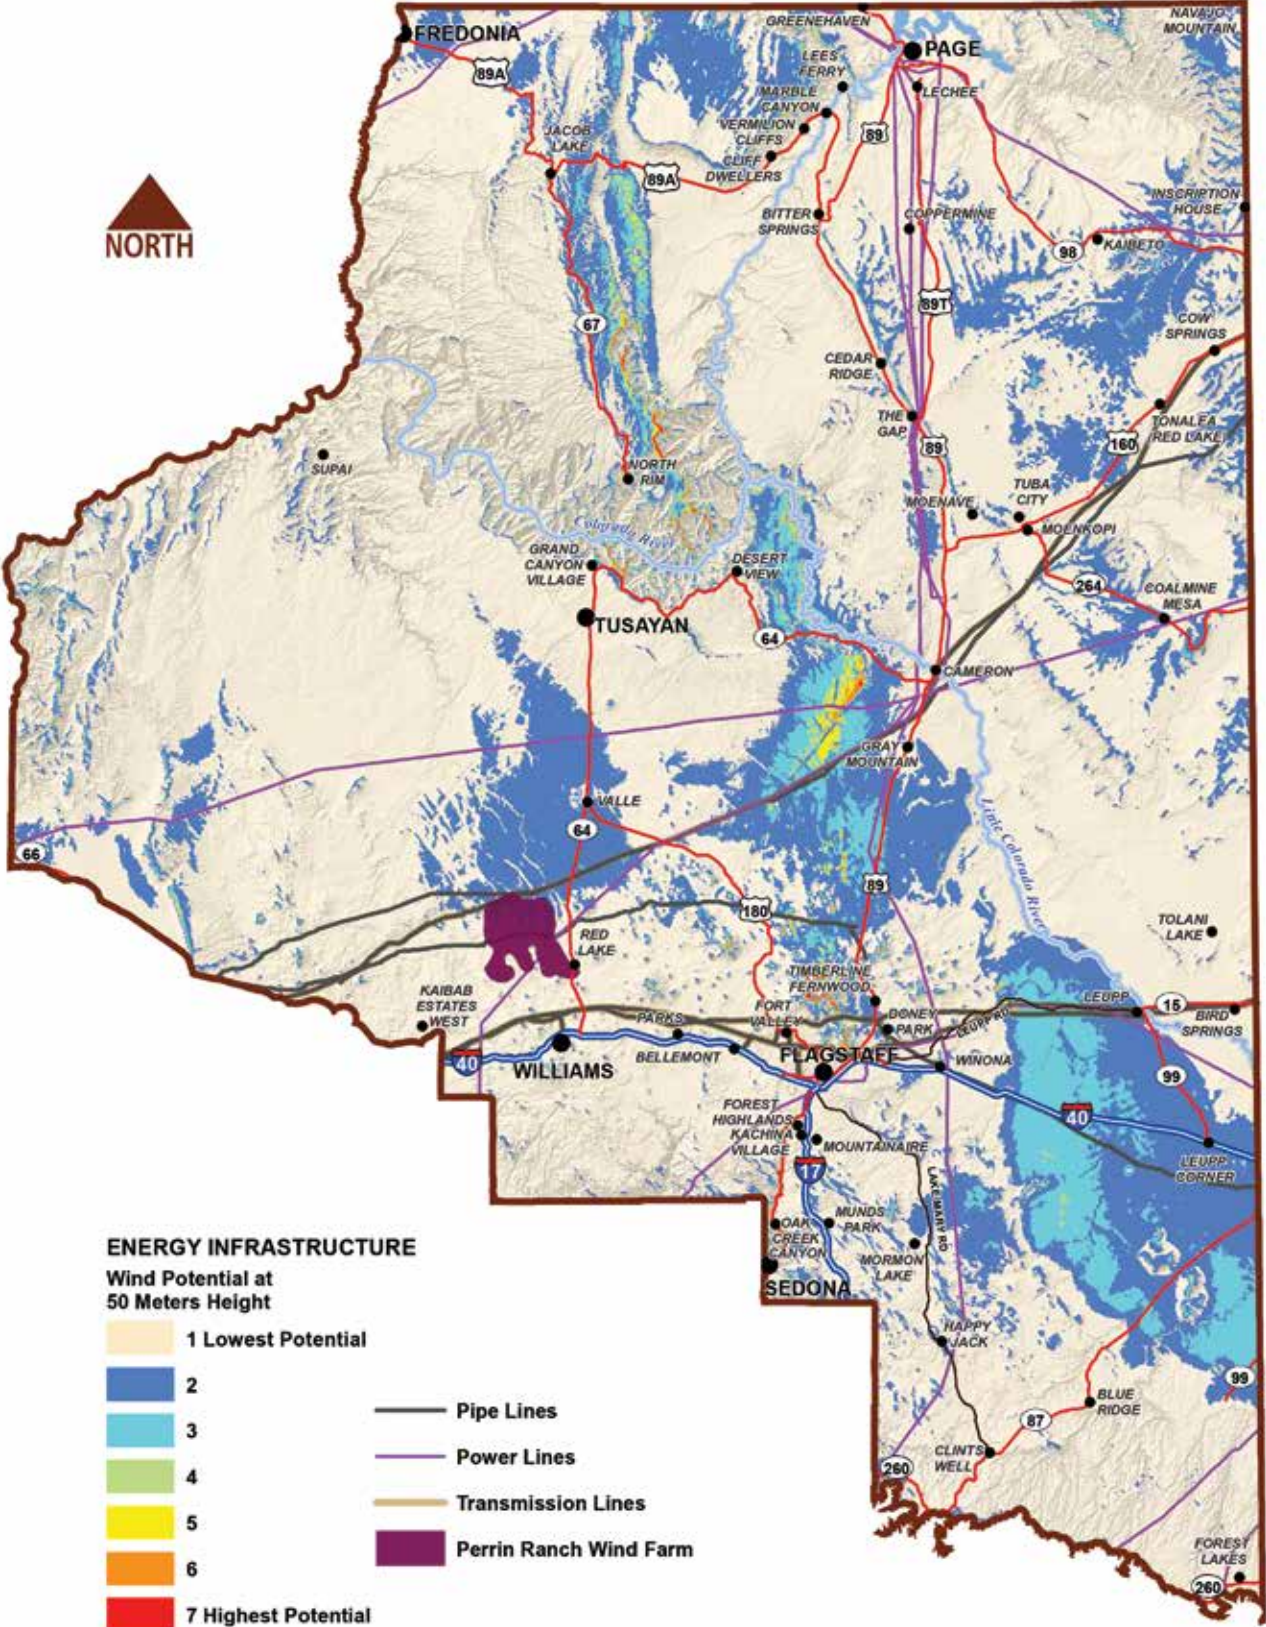 GREENEHAVEN
NAVAJO
MOUNTAIN
FREDONIA
PAGE
89A
LEES
FERRY
LECHEE
MARBLE
CANYON
VERMILION
CLIFFS
89
JACOB
LAKE
CLIFF
DWELLERS
89A
INSCRIPTION
HOUSE
NORTH
BITTER
SPRINGS
COPPERMINE
98
KAIBETO
89T
67
COW
SPRINGS
CEDAR
RIDGE
THE
GAP
TONALEA
RED LAKE
89
160
SUPAI
NORTH
RIM
TUBA
CITY
MOENAVE
MOENKOPI
Colorado River
GRAND
CANYON
VILLAGE
DESERT
VIEW
264
COALMINE
MESA
TUSAYAN
64
CAMERON
GRAY
MOUNTAIN
VALLE
64
Little Colorado River
66
89
180
RED
LAKE
TOLANI
LAKE
TIMBERLINE
FERNWOOD
KAIBAB
ESTATES
WEST
FORT
VALLEY
DONEY
PARK
LEUPP RD
LEUPP
15
BIRD
SPRINGS
PARKS
BELLEMONT
FLAGSTAFF
WINONA
40
WILLIAMS
99
FOREST
HIGHLANDS
KACHINA
VILLAGE
MOUNTAINAIRE
40
17
LEUPP
CORNER
LAKE MARY RD
OAK
CREEK
CANYON
MUNDS
PARK
MORMON
LAKE
SEDONA
HAPPY
JACK
99
BLUE
RIDGE
87
CLINTS
WELL
260
FOREST
LAKES
260
ENERGY INFRASTRUCTURE
Wind Potential at
50 Meters Height
1 Lowest Potential
2
3
4
5
6
7 Highest Potential
Pipe Lines
Power Lines
Transmission Lines
Perrin Ranch Wind Farm